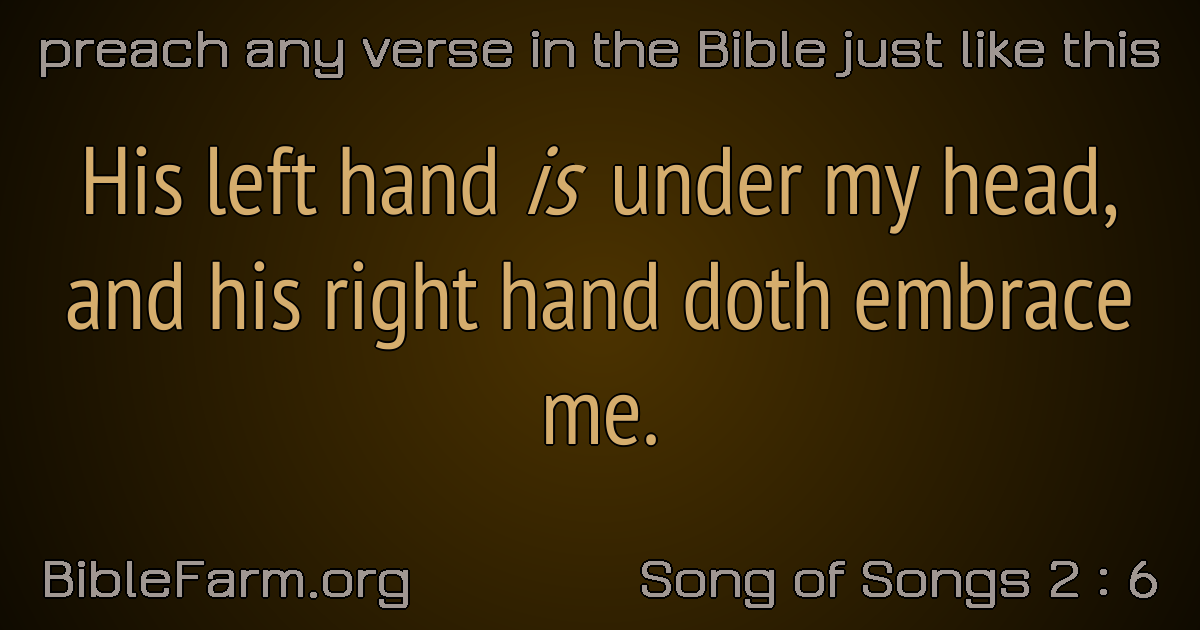 preach any verse in the Bible just like this
His left hand is under my head,
and his right hand doth embrace
me.
BibleFarm.org
Song of Songs 2 : 6